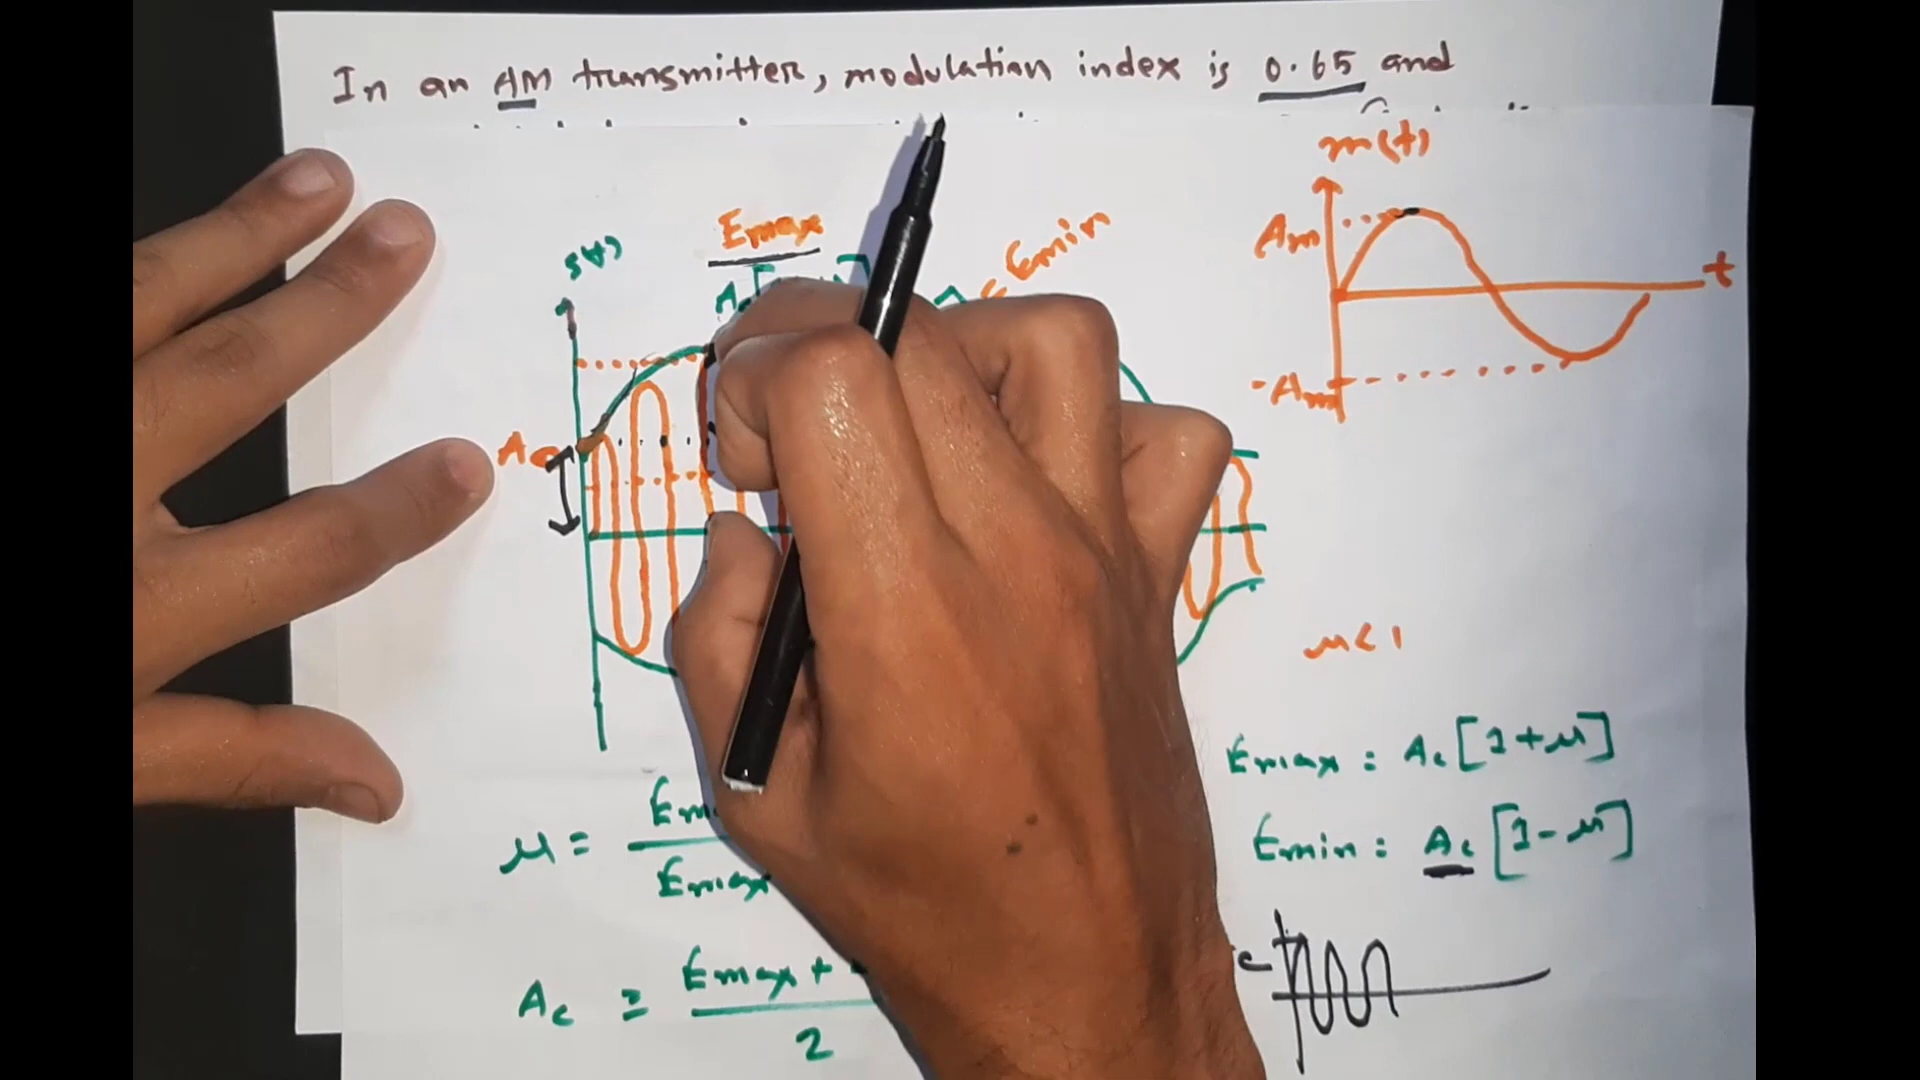 In an AM transmitter, modulation index is 0.65 and
m(t)
Emax
Emin
s(t)
Am
t
Ac
-Am
μ < 1
Emax = Ac [1 + μ]
μ =
Emax
Emin = Ac [1 - μ]
Ac = Emax +
2